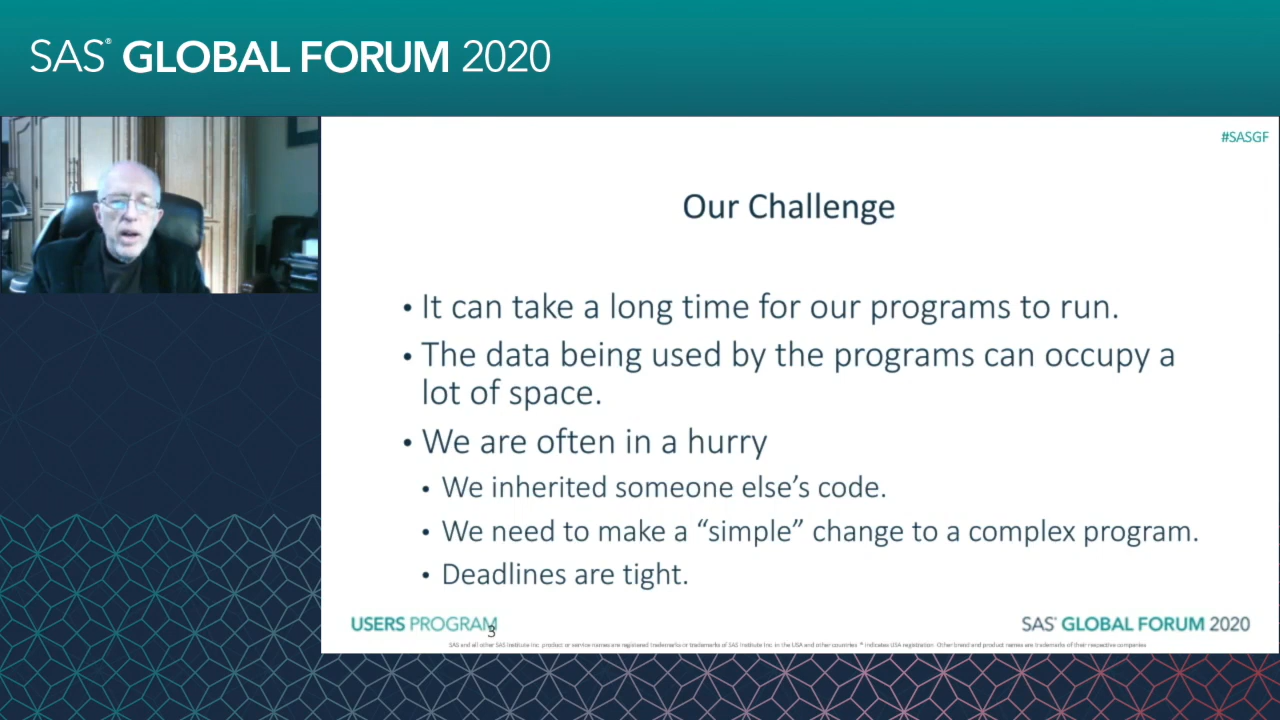 SAS® GLOBAL FORUM 2020
#SASGF
Our Challenge
• It can take a long time for our programs to run.
• The data being used by the programs can occupy a
lot of space.
• We are often in a hurry
• We inherited someone else’s code.
• We need to make a “simple” change to a complex program.
• Deadlines are tight.
USERS PROGRAM
3
SAS® GLOBAL FORUM 2020
SAS and all other SAS Institute Inc. product or service names are registered trademarks or trademarks of SAS Institute Inc. in the USA and other countries. ® indicates USA registration. Other brand and product names are trademarks of their respective companies.